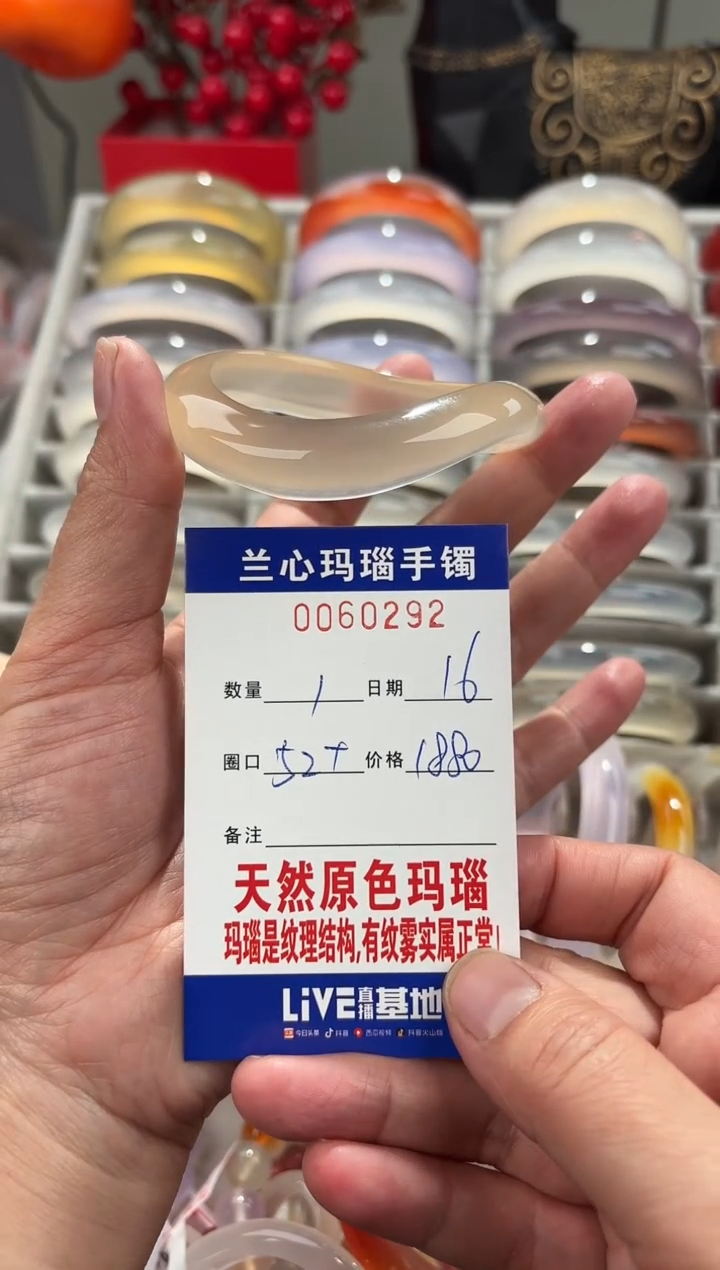 兰心玛瑙手镯
0060292
数量 1 日期 16
圈口 52+ 价格 1880
备注
天然原色玛瑙
玛瑙是纹理结构,有纹雾实属正常!
LiVE直播基地
今日头条 抖音 西瓜视频 抖音火山版